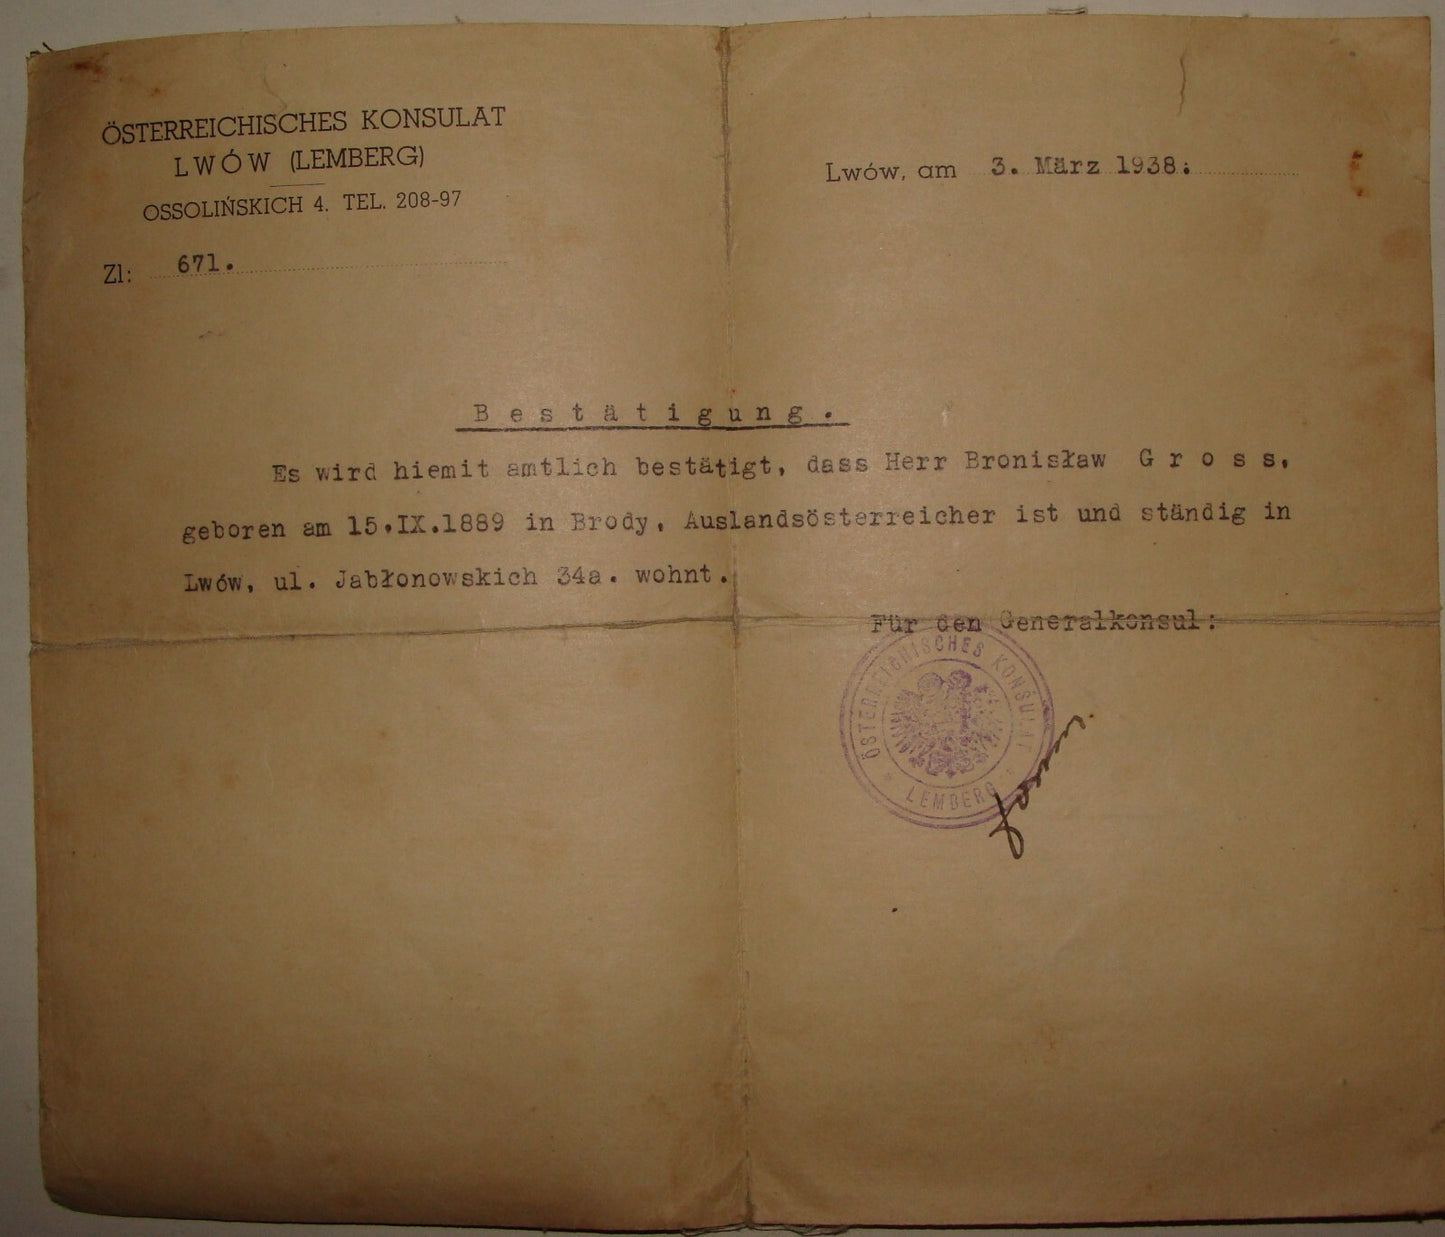 ÖSTERREICHISCHES KONSULAT
LWÓW (LEMBERG)
OSSOLIŃSKICH 4. TEL. 208-97
Zl: 671.
Lwów, am 3. März 1938.
Bestätigung.
Es wird hiemit amtlich bestätigt, dass Herr Bronisław Gross,
geboren am 15.IX.1889 in Brody, Auslandsösterreicher ist und ständig in
Lwów, ul. Jabłonowskich 34a. wohnt.
Für den Generalkonsul:
ÖSTERREICHISCHES KONSULAT
LEMBERG